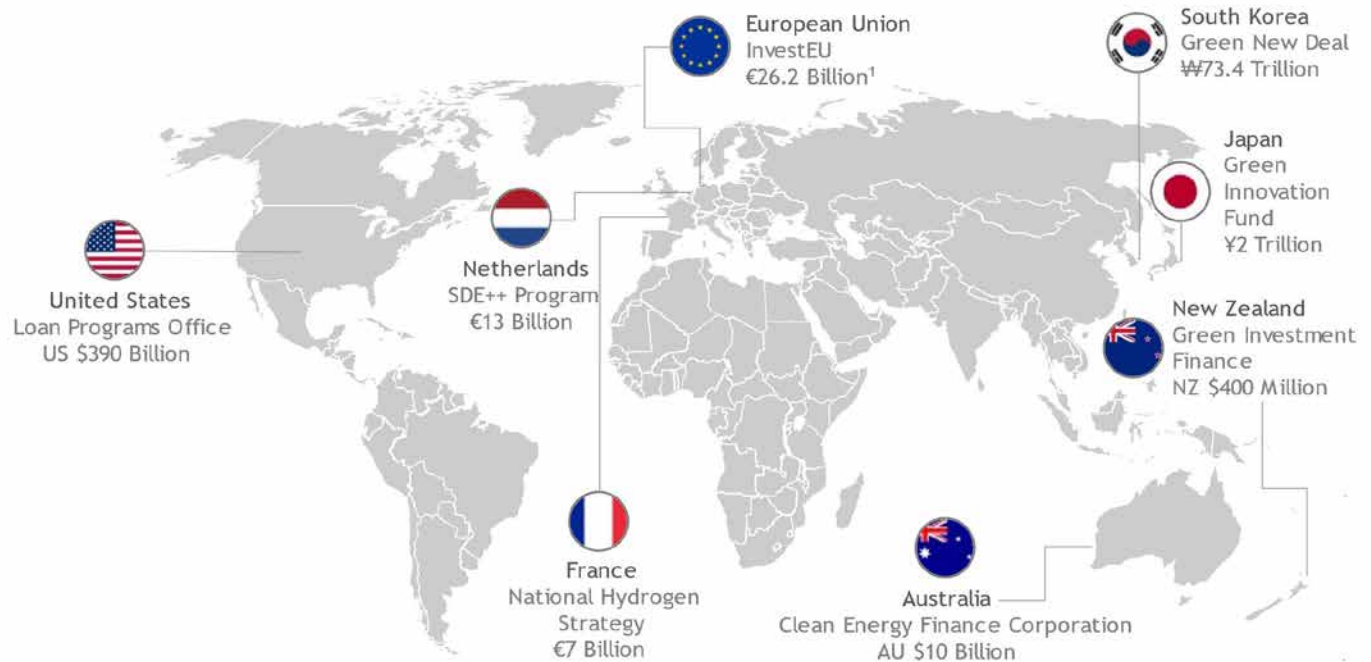 European Union
InvestEU
€26.2 Billion¹
South Korea
Green New Deal
₩73.4 Trillion
Japan
Green
Innovation
Fund
¥2 Trillion
United States
Loan Programs Office
US $390 Billion
Netherlands
SDE++ Program
€13 Billion
New Zealand
Green Investment
Finance
NZ $400 Million
France
National Hydrogen
Strategy
€7 Billion
Australia
Clean Energy Finance Corporation
AU $10 Billion